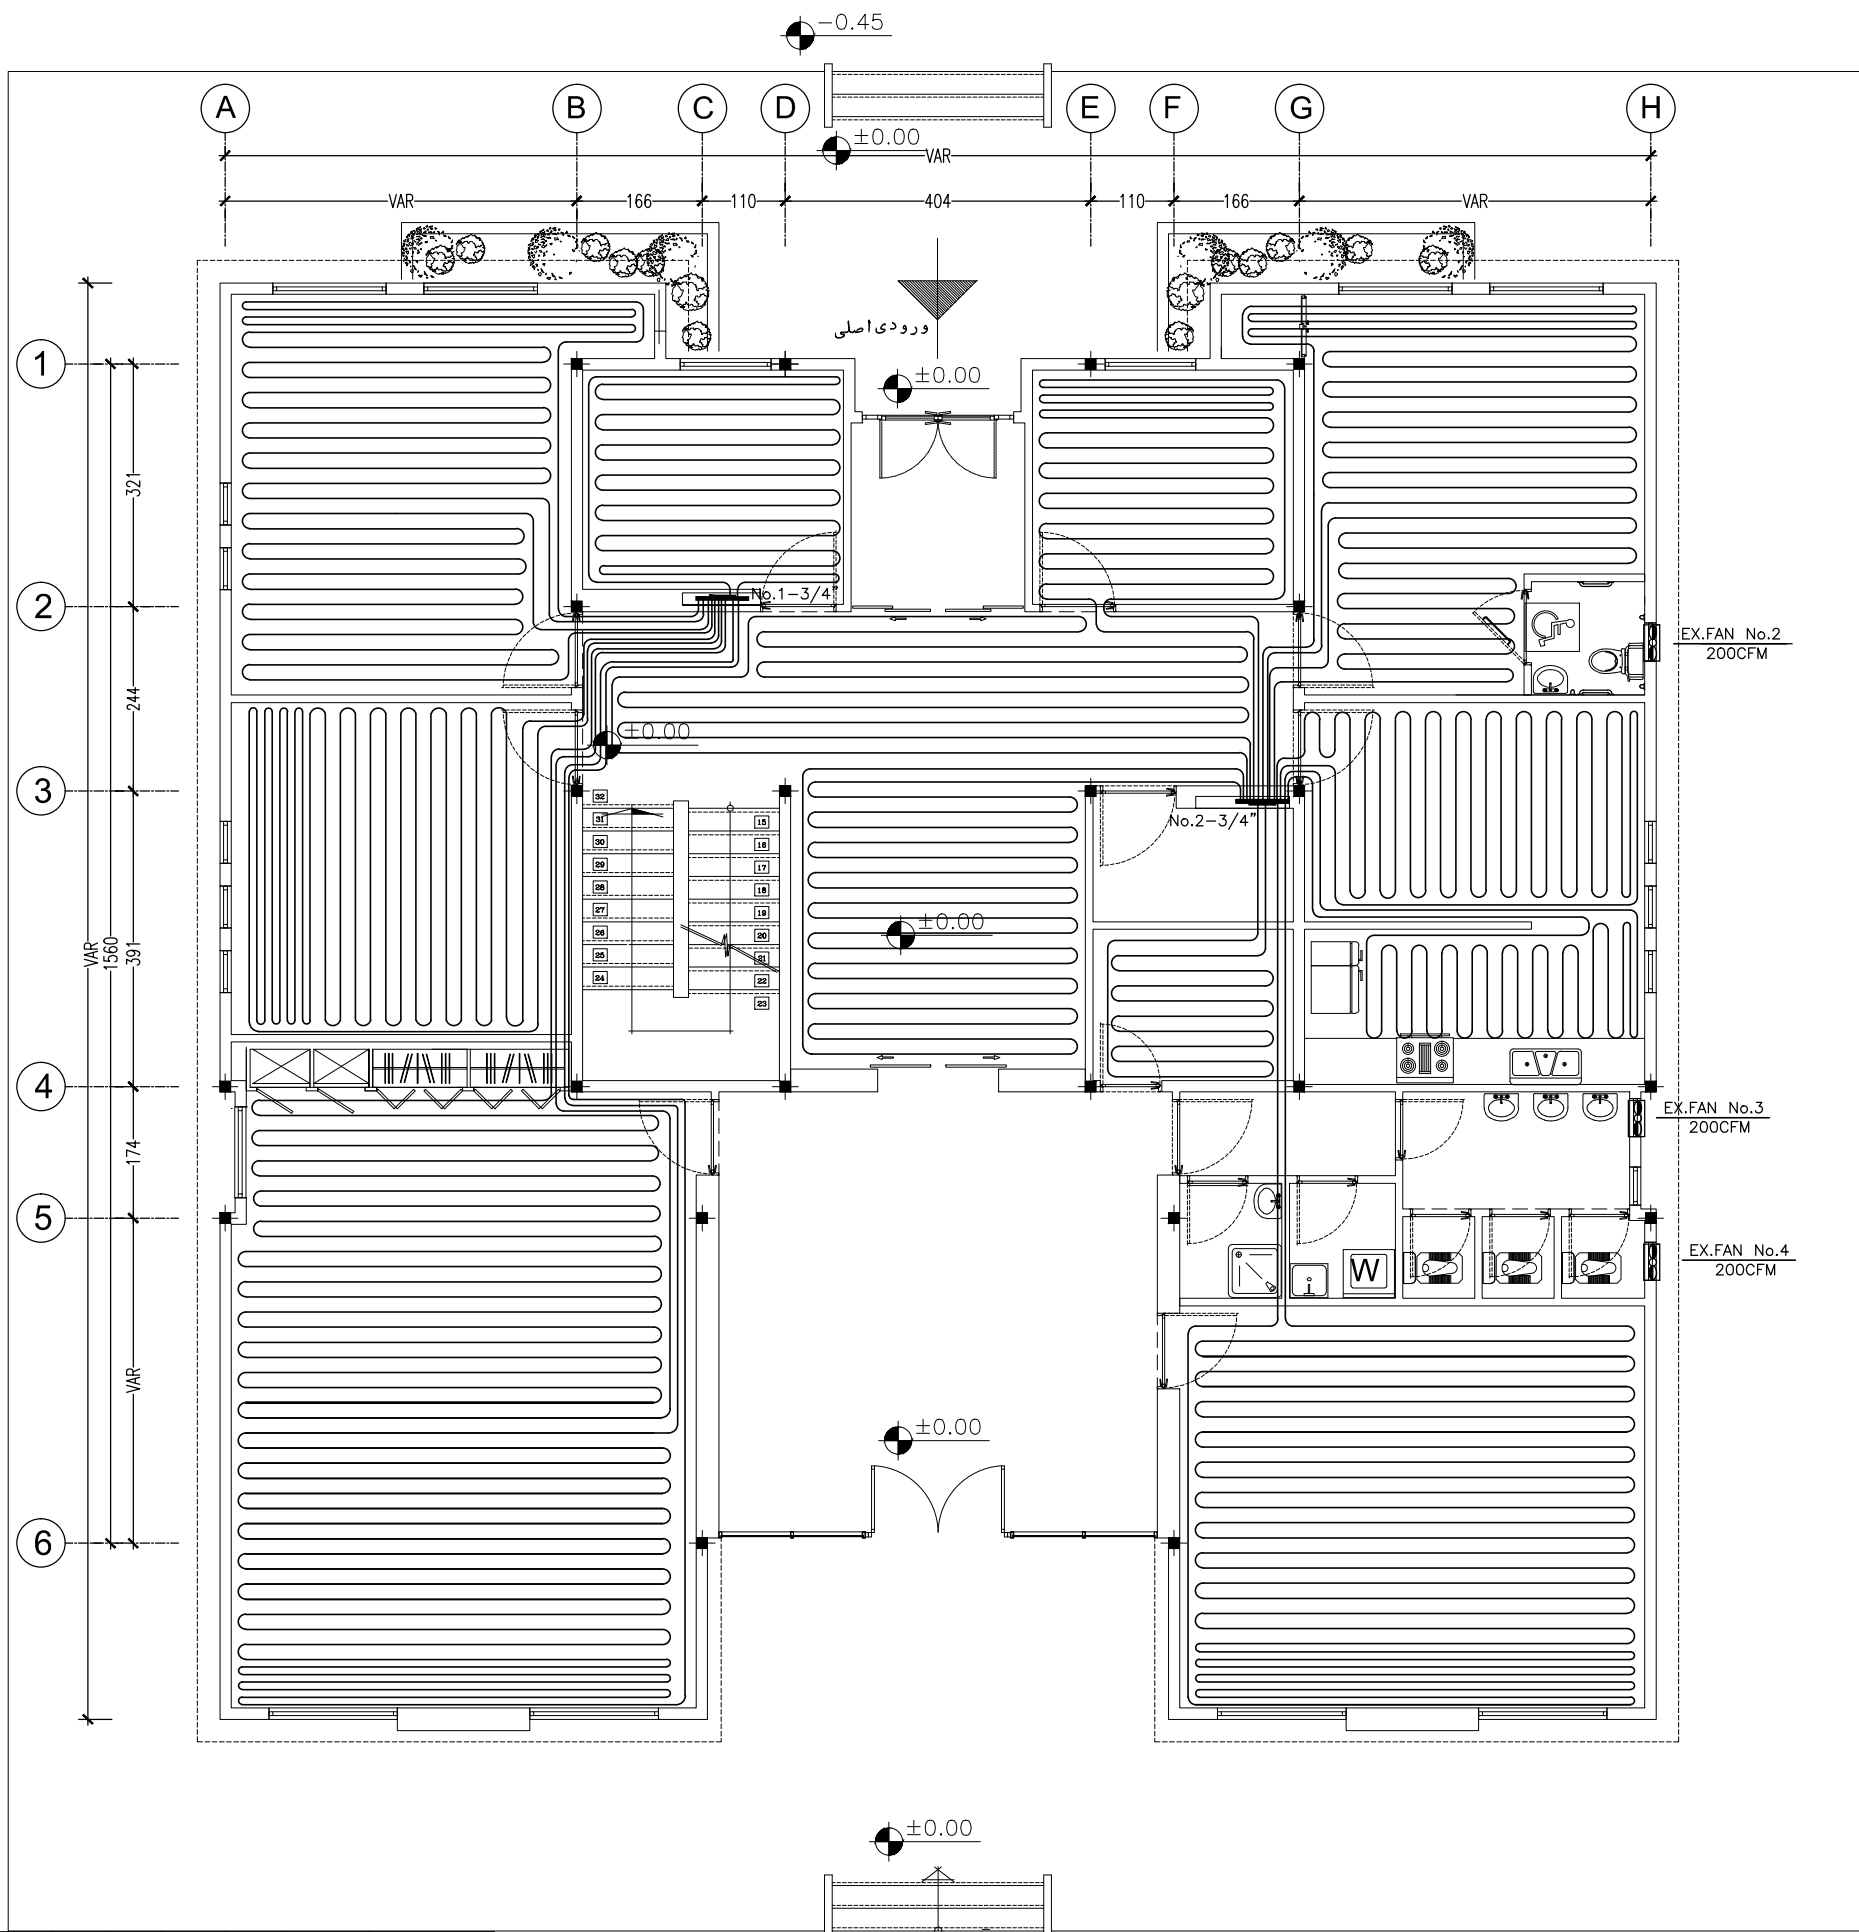 -0.45
A B C D E F G H
±0.00
VAR
VAR 166 110 404 110 166 VAR
ورودی اصلی
1
±0.00
321
2
No.1-3/4"
EX.FAN No.2
200CFM
244
±0.00
3
32
31
30
29
28
27
26
25
24
15
16
17
18
19
20
21
22
23
No.2-3/4"
±0.00
VAR
1560
391
4
EX.FAN No.3
200CFM
174
5
EX.FAN No.4
200CFM
W
VAR
±0.00
6
±0.00